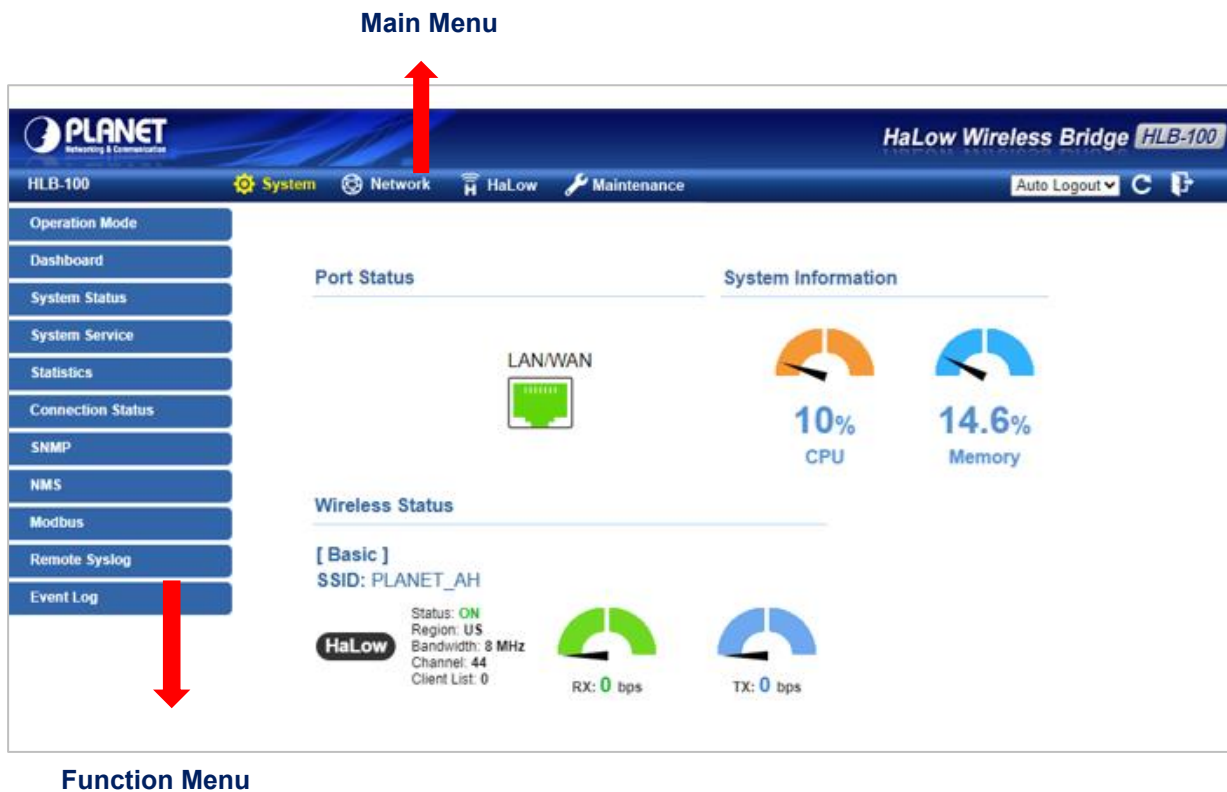 Main Menu
PLANET
Networking & Communication
HaLow Wireless Bridge HLB-100
HLB-100
System
Network
HaLow
Maintenance
Auto Logout
Operation Mode
Dashboard
System Status
System Service
Statistics
Connection Status
SNMP
NMS
Modbus
Remote Syslog
Event Log
Port Status
LAN/WAN
System Information
10%
CPU
14.6%
Memory
Wireless Status
[ Basic ]
SSID: PLANET_AH
HaLow
Status: ON
Region: US
Bandwidth: 8 MHz
Channel: 44
Client List: 0
RX: 0 bps
TX: 0 bps
Function Menu